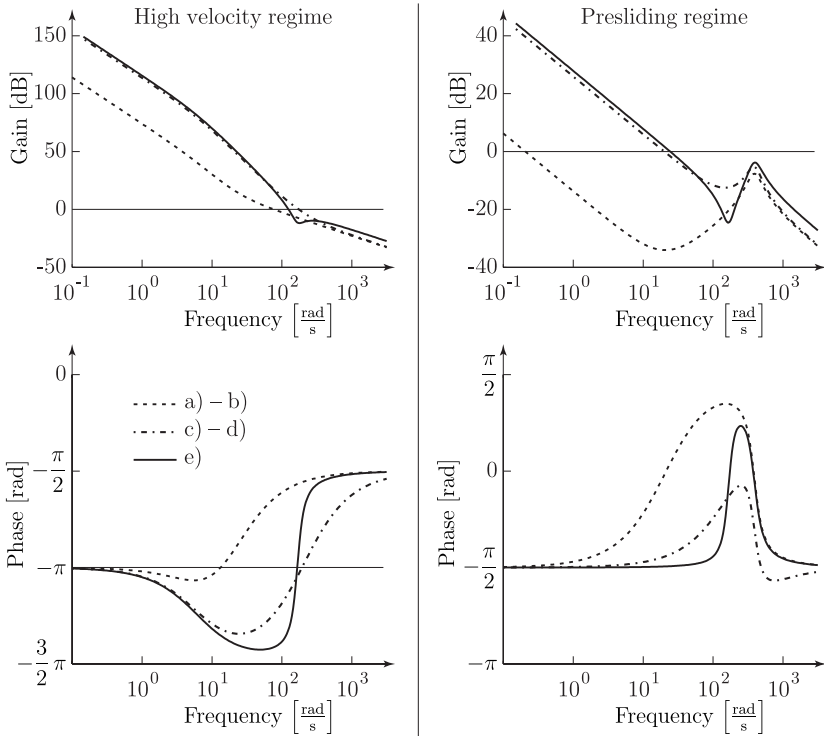 High velocity regime
Gain [dB]
150
100
50
0
-50
10^-1 10^0 10^1 10^2 10^3
Frequency [rad/s]
Presliding regime
Gain [dB]
40
20
0
-20
-40
10^-1 10^0 10^1 10^2 10^3
Frequency [rad/s]
Phase [rad]
0
-π/2
-π
-3/2 π
a) – b)
c) – d)
e)
10^0 10^1 10^2 10^3
Frequency [rad/s]
Phase [rad]
π/2
0
-π/2
-π
10^0 10^1 10^2 10^3
Frequency [rad/s]